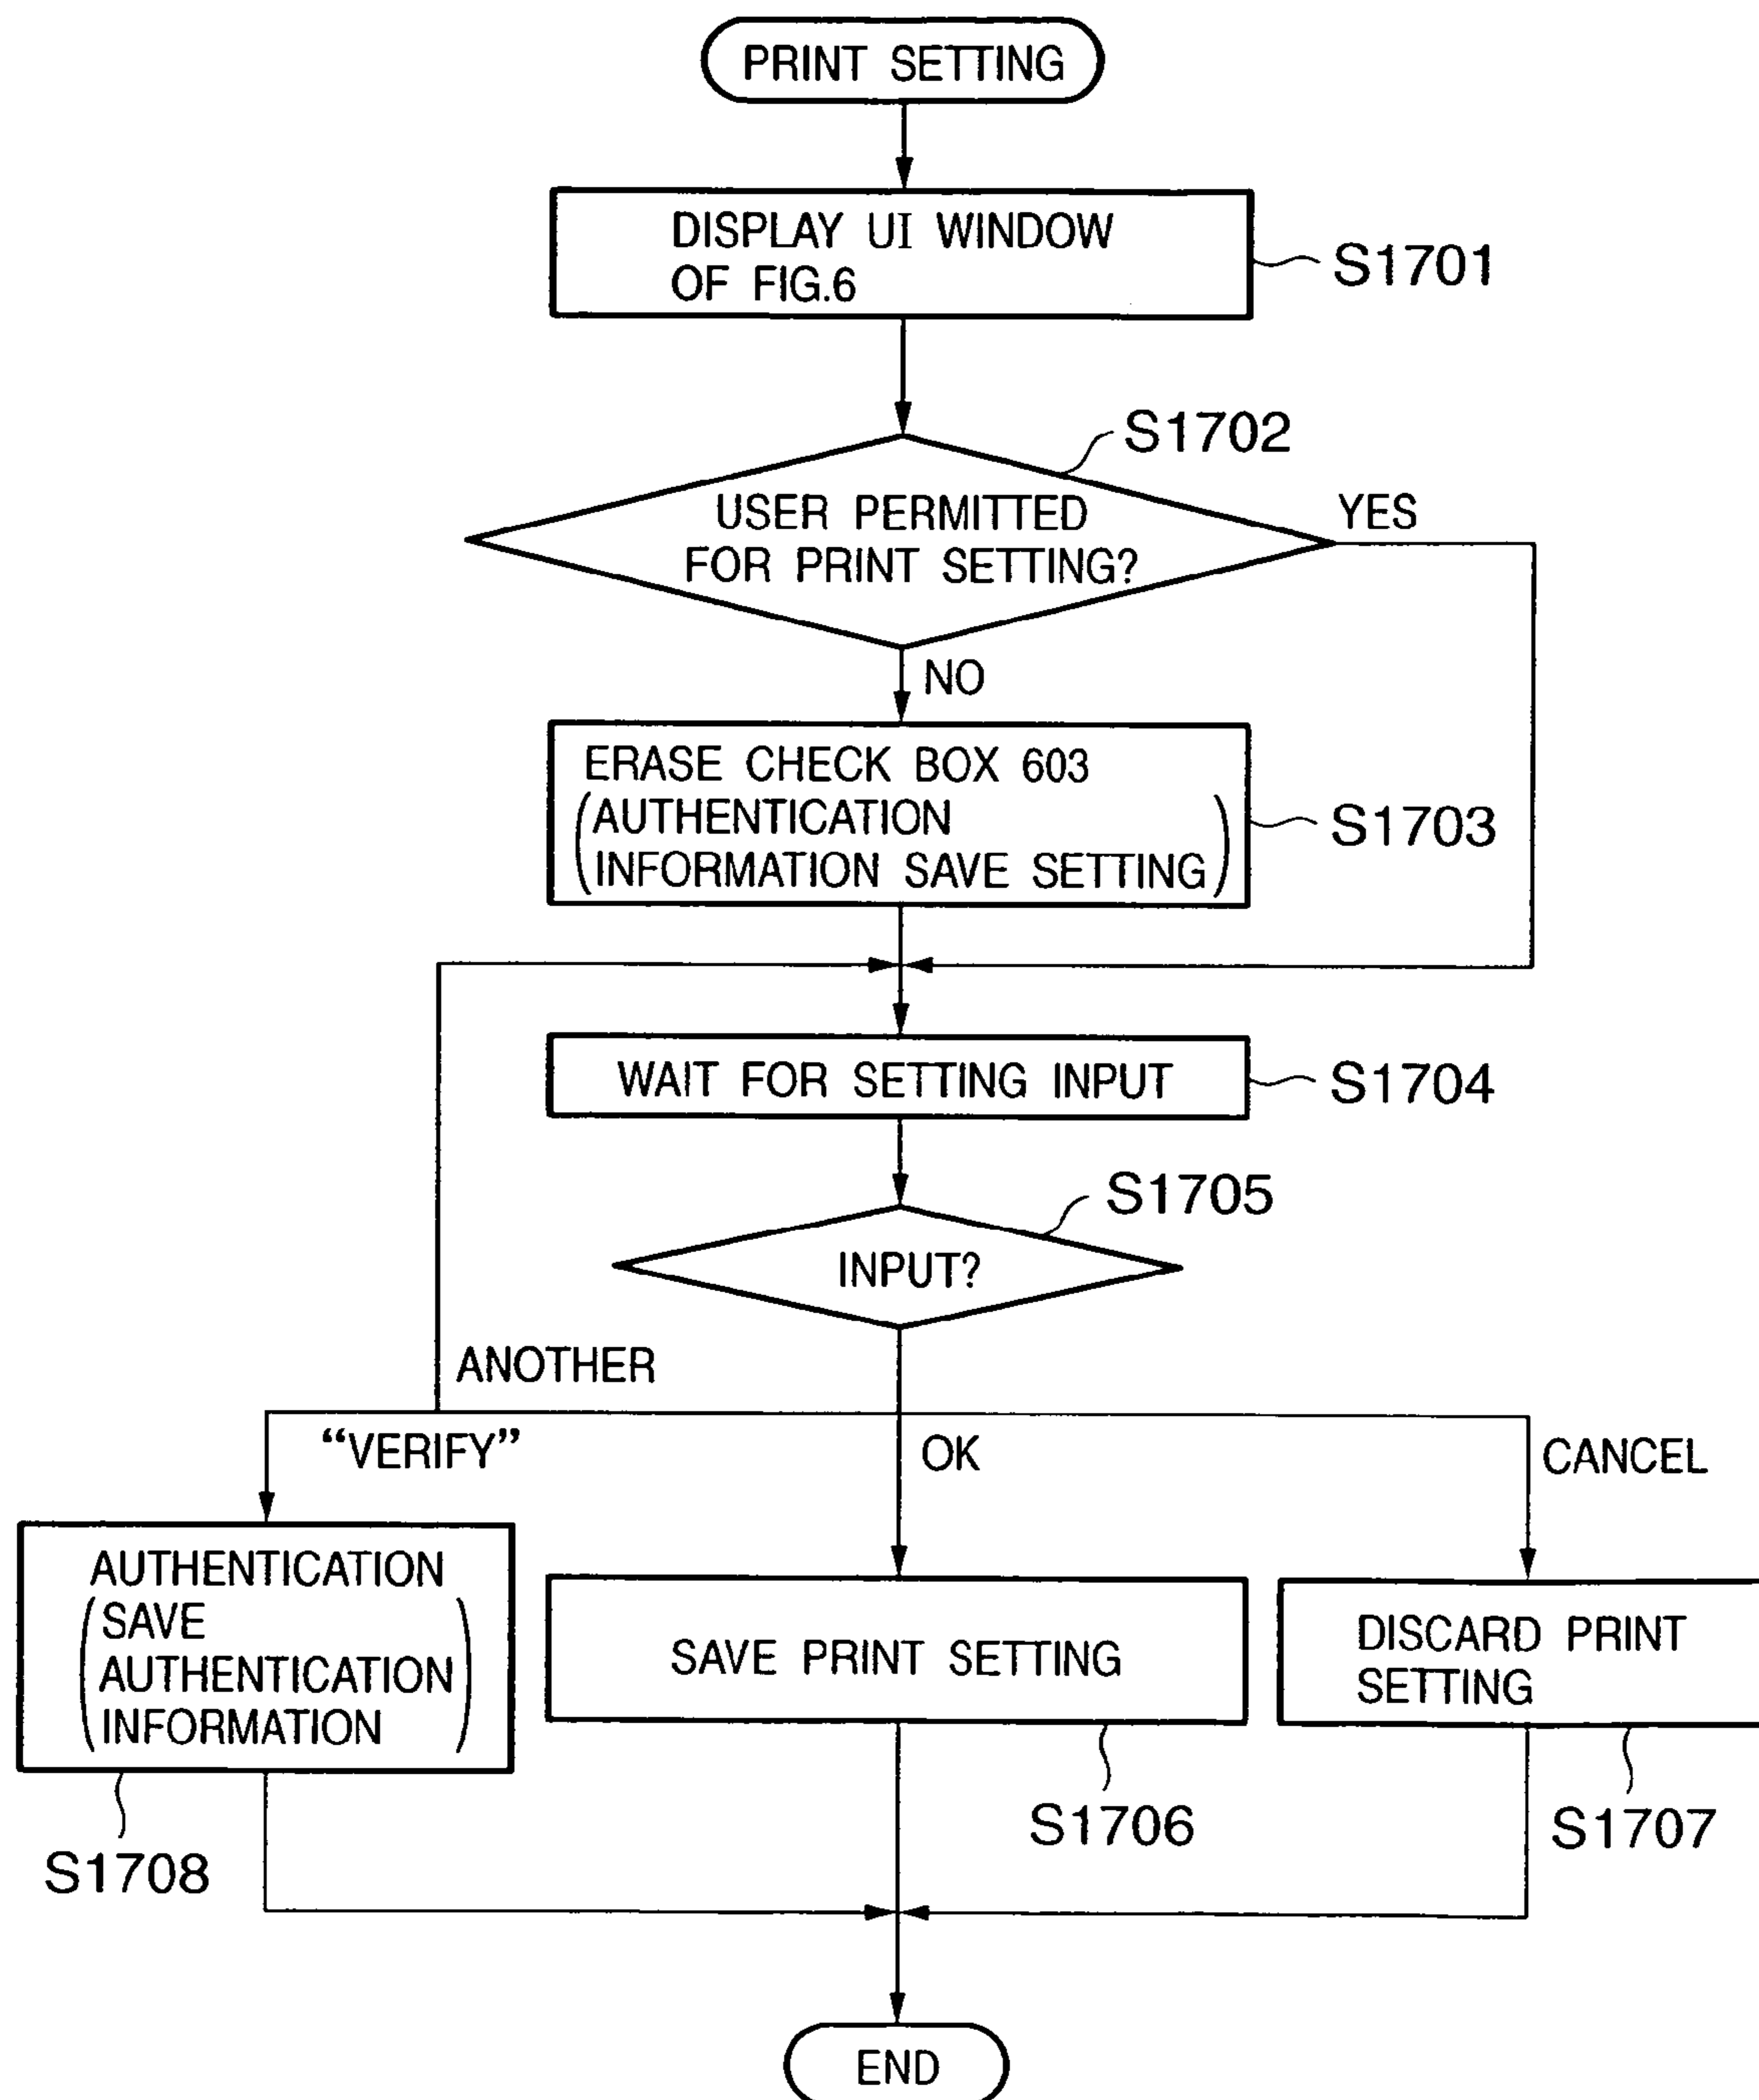 PRINT SETTING
DISPLAY UI WINDOW
OF FIG.6
S1701
S1702
USER PERMITTED
FOR PRINT SETTING?
YES
NO
ERASE CHECK BOX 603
(AUTHENTICATION
INFORMATION SAVE SETTING)
S1703
WAIT FOR SETTING INPUT
S1704
S1705
INPUT?
ANOTHER
“VERIFY”
OK
CANCEL
AUTHENTICATION
(SAVE
AUTHENTICATION
INFORMATION)
SAVE PRINT SETTING
DISCARD PRINT
SETTING
S1708
S1706
S1707
END